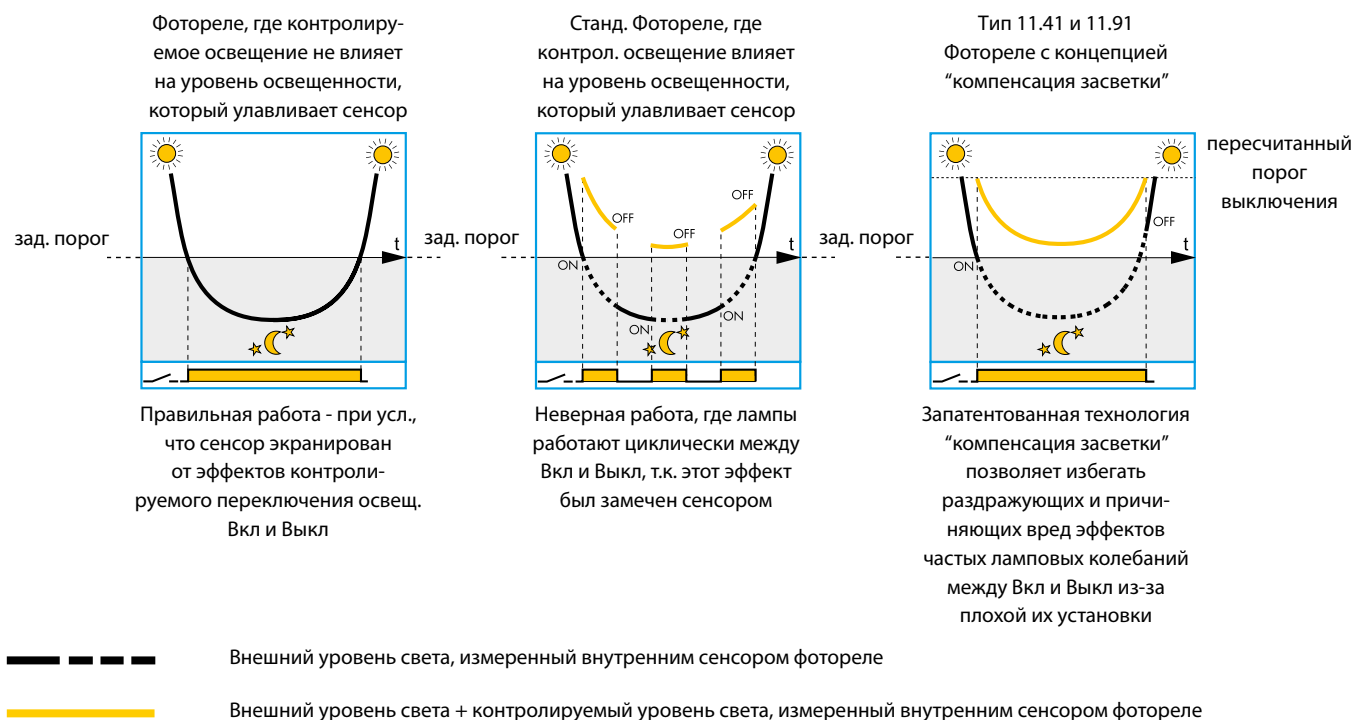 Фотореле, где контролиру-
емое освещение не влияет
на уровень освещенности,
который улавливает сенсор
зад. порог
t
Правильная работа - при усл.,
что сенсор экранирован
от эффектов контроли-
руемого переключения освещ.
Вкл и Выкл
Станд. Фотореле, где
контрол. освещение влияет
на уровень освещенности,
который улавливает сенсор
зад. порог
OFF
OFF
OFF
t
ON
ON
ON
Неверная работа, где лампы
работают циклически между
Вкл и Выкл, т.к. этот эффект
был замечен сенсором
Тип 11.41 и 11.91
Фотореле с концепцией
“компенсация засветки”
пересчитанный
порог
выключения
зад. порог
OFF
t
ON
Запатентованная технология
“компенсация засветки”
позволяет избегать
раздражующих и причи-
няющих вред эффектов
частых ламповых колебаний
между Вкл и Выкл из-за
плохой их установки
Внешний уровень света, измеренный внутренним сенсором фотореле
Внешний уровень света + контролируемый уровень света, измеренный внутренним сенсором фотореле